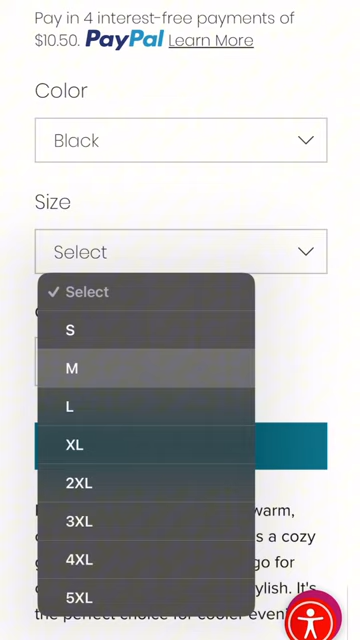 Pay in 4 interest-free payments of
$10.50. PayPal Learn More
Color
Black
Size
Select
✓ Select
S
M
L
XL
2XL
3XL
4XL
5XL
warm,
s a cozy
go for
ylish. It's
the perfect choice for cooler eveni